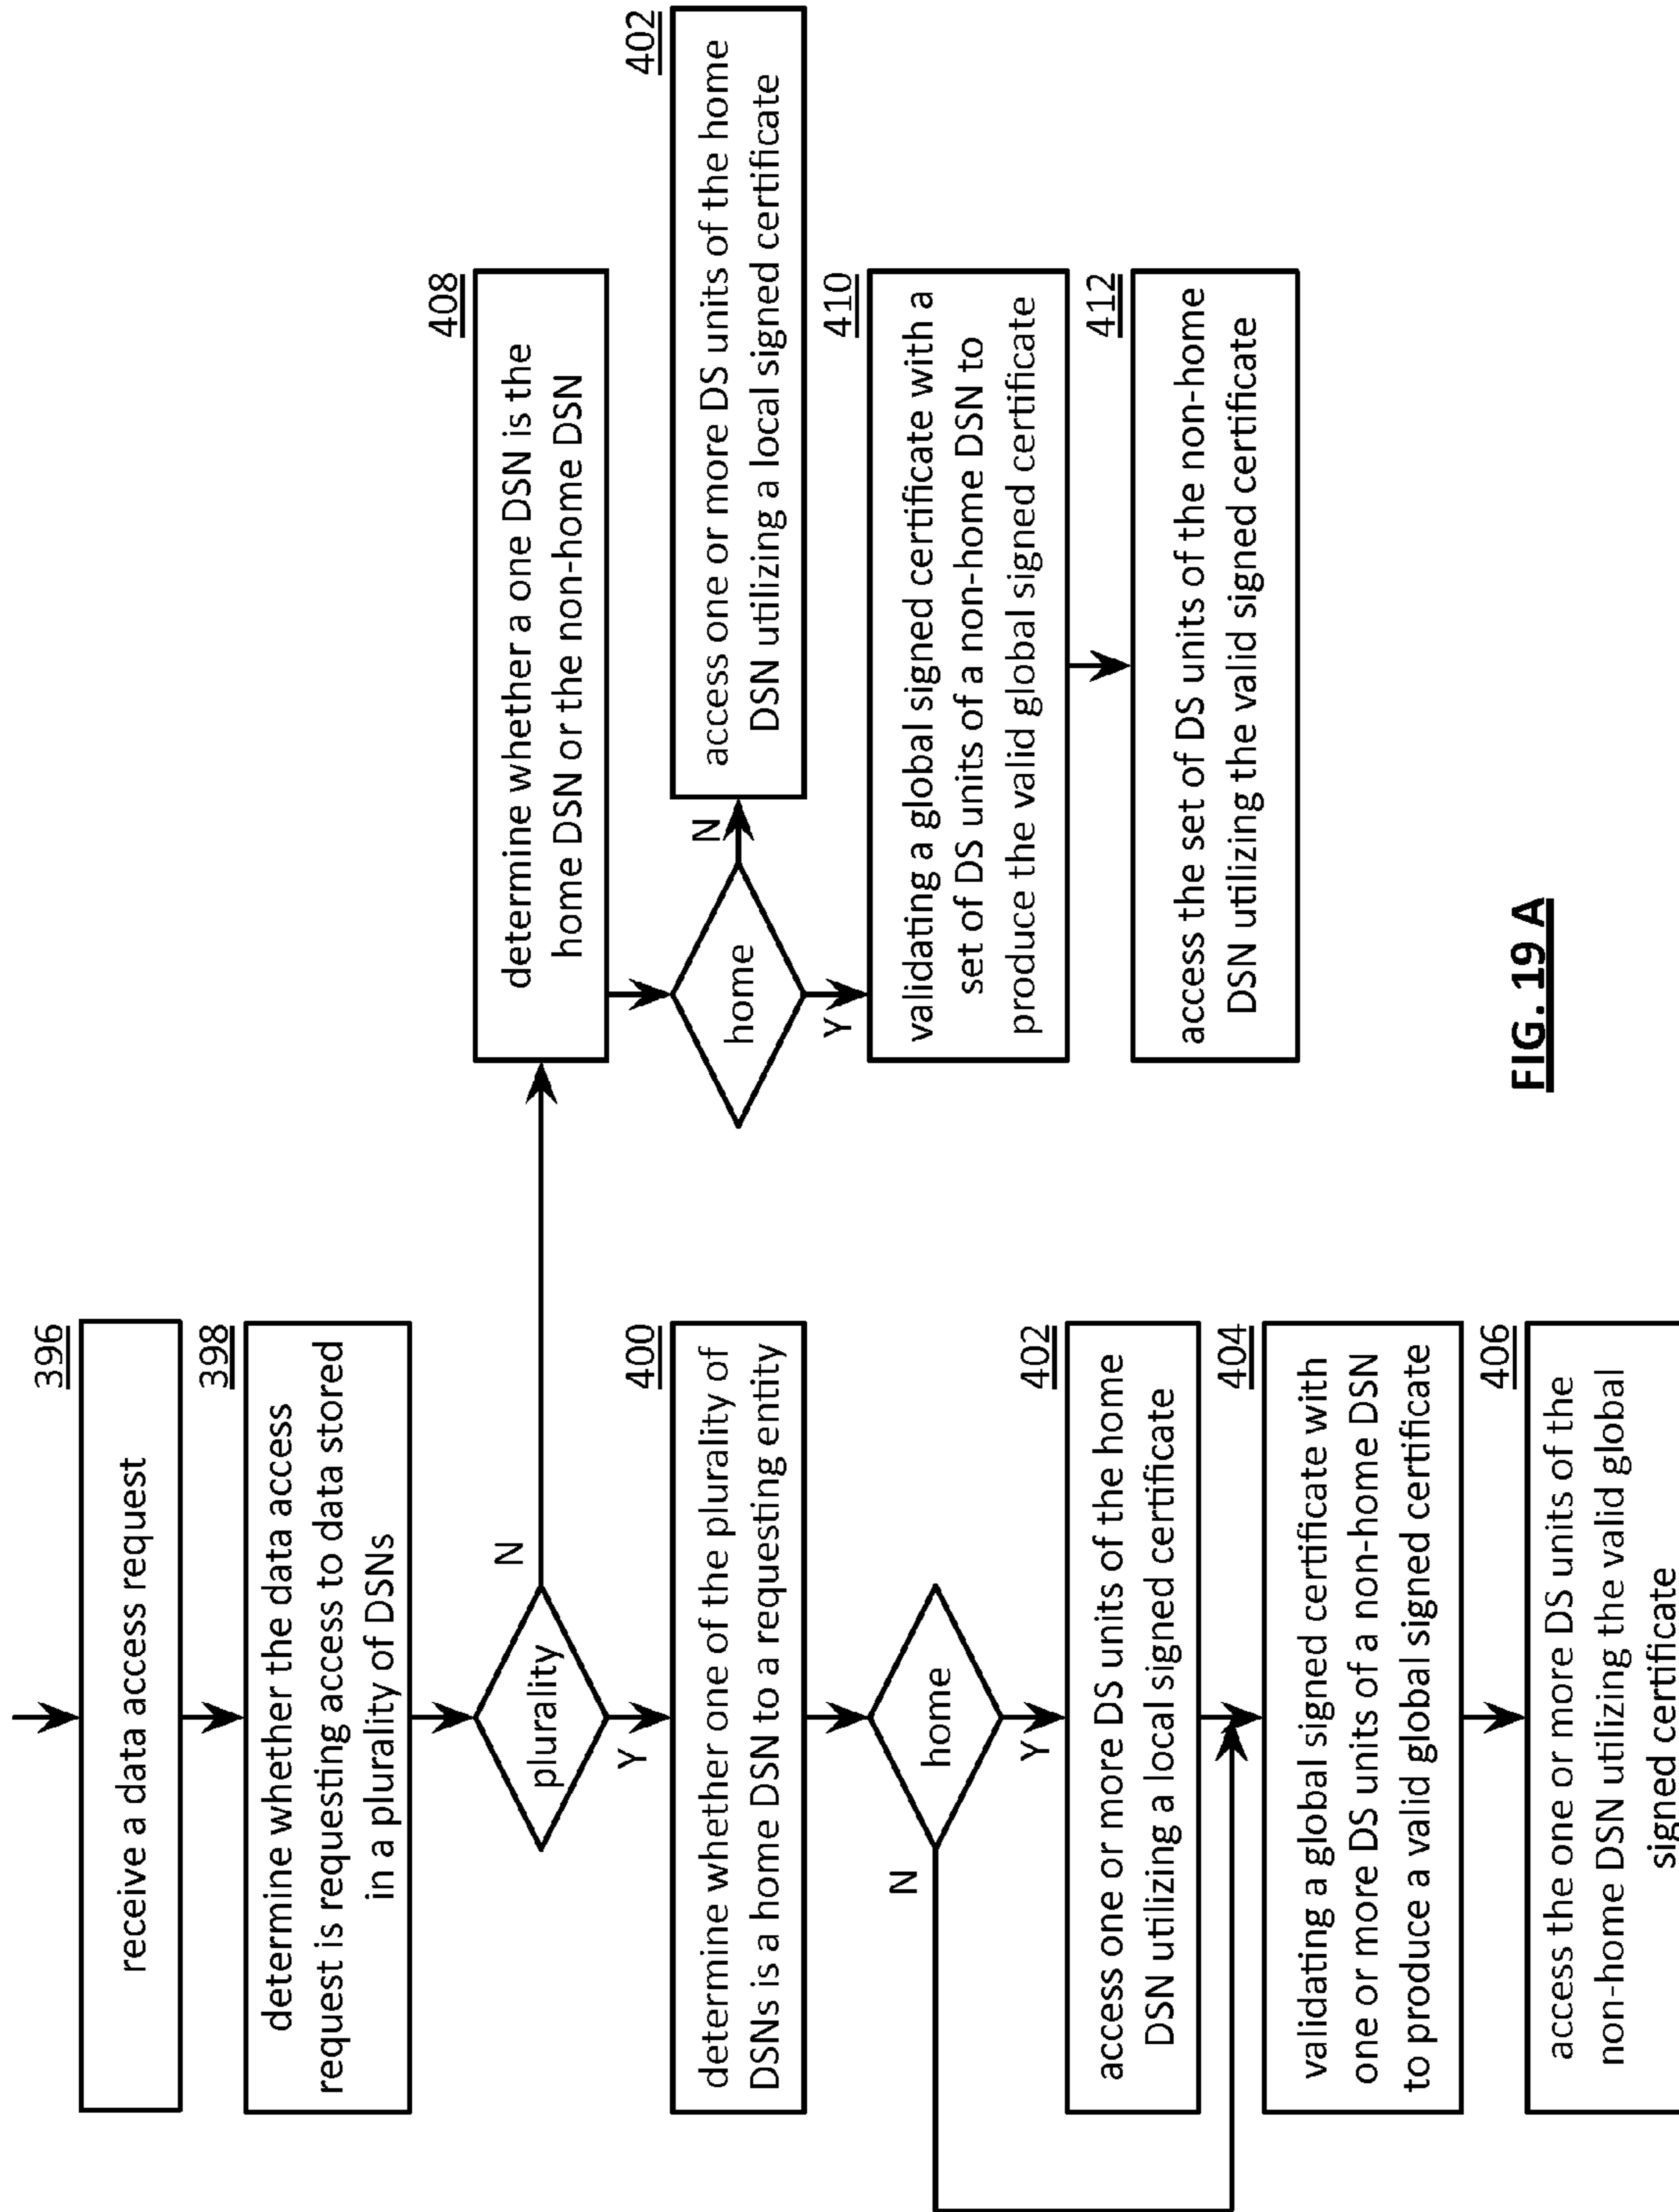 396
receive a data access request
398
determine whether the data access
request is requesting access to data stored
in a plurality of DSNs
plurality
N
Y
400
determine whether one of the plurality of
DSNs is a home DSN to a requesting entity
home
N
Y
402
access one or more DS units of the home
DSN utilizing a local signed certificate
404
validating a global signed certificate with
one or more DS units of a non-home DSN
to produce a valid global signed certificate
406
access the one or more DS units of the
non-home DSN utilizing the valid global
signed certificate
408
determine whether a one DSN is the
home DSN or the non-home DSN
home
N
Y
402
access one or more DS units of the home
DSN utilizing a local signed certificate
410
validating a global signed certificate with a
set of DS units of a non-home DSN to
produce the valid global signed certificate
412
access the set of DS units of the non-home
DSN utilizing the valid signed certificate
FIG. 19 A